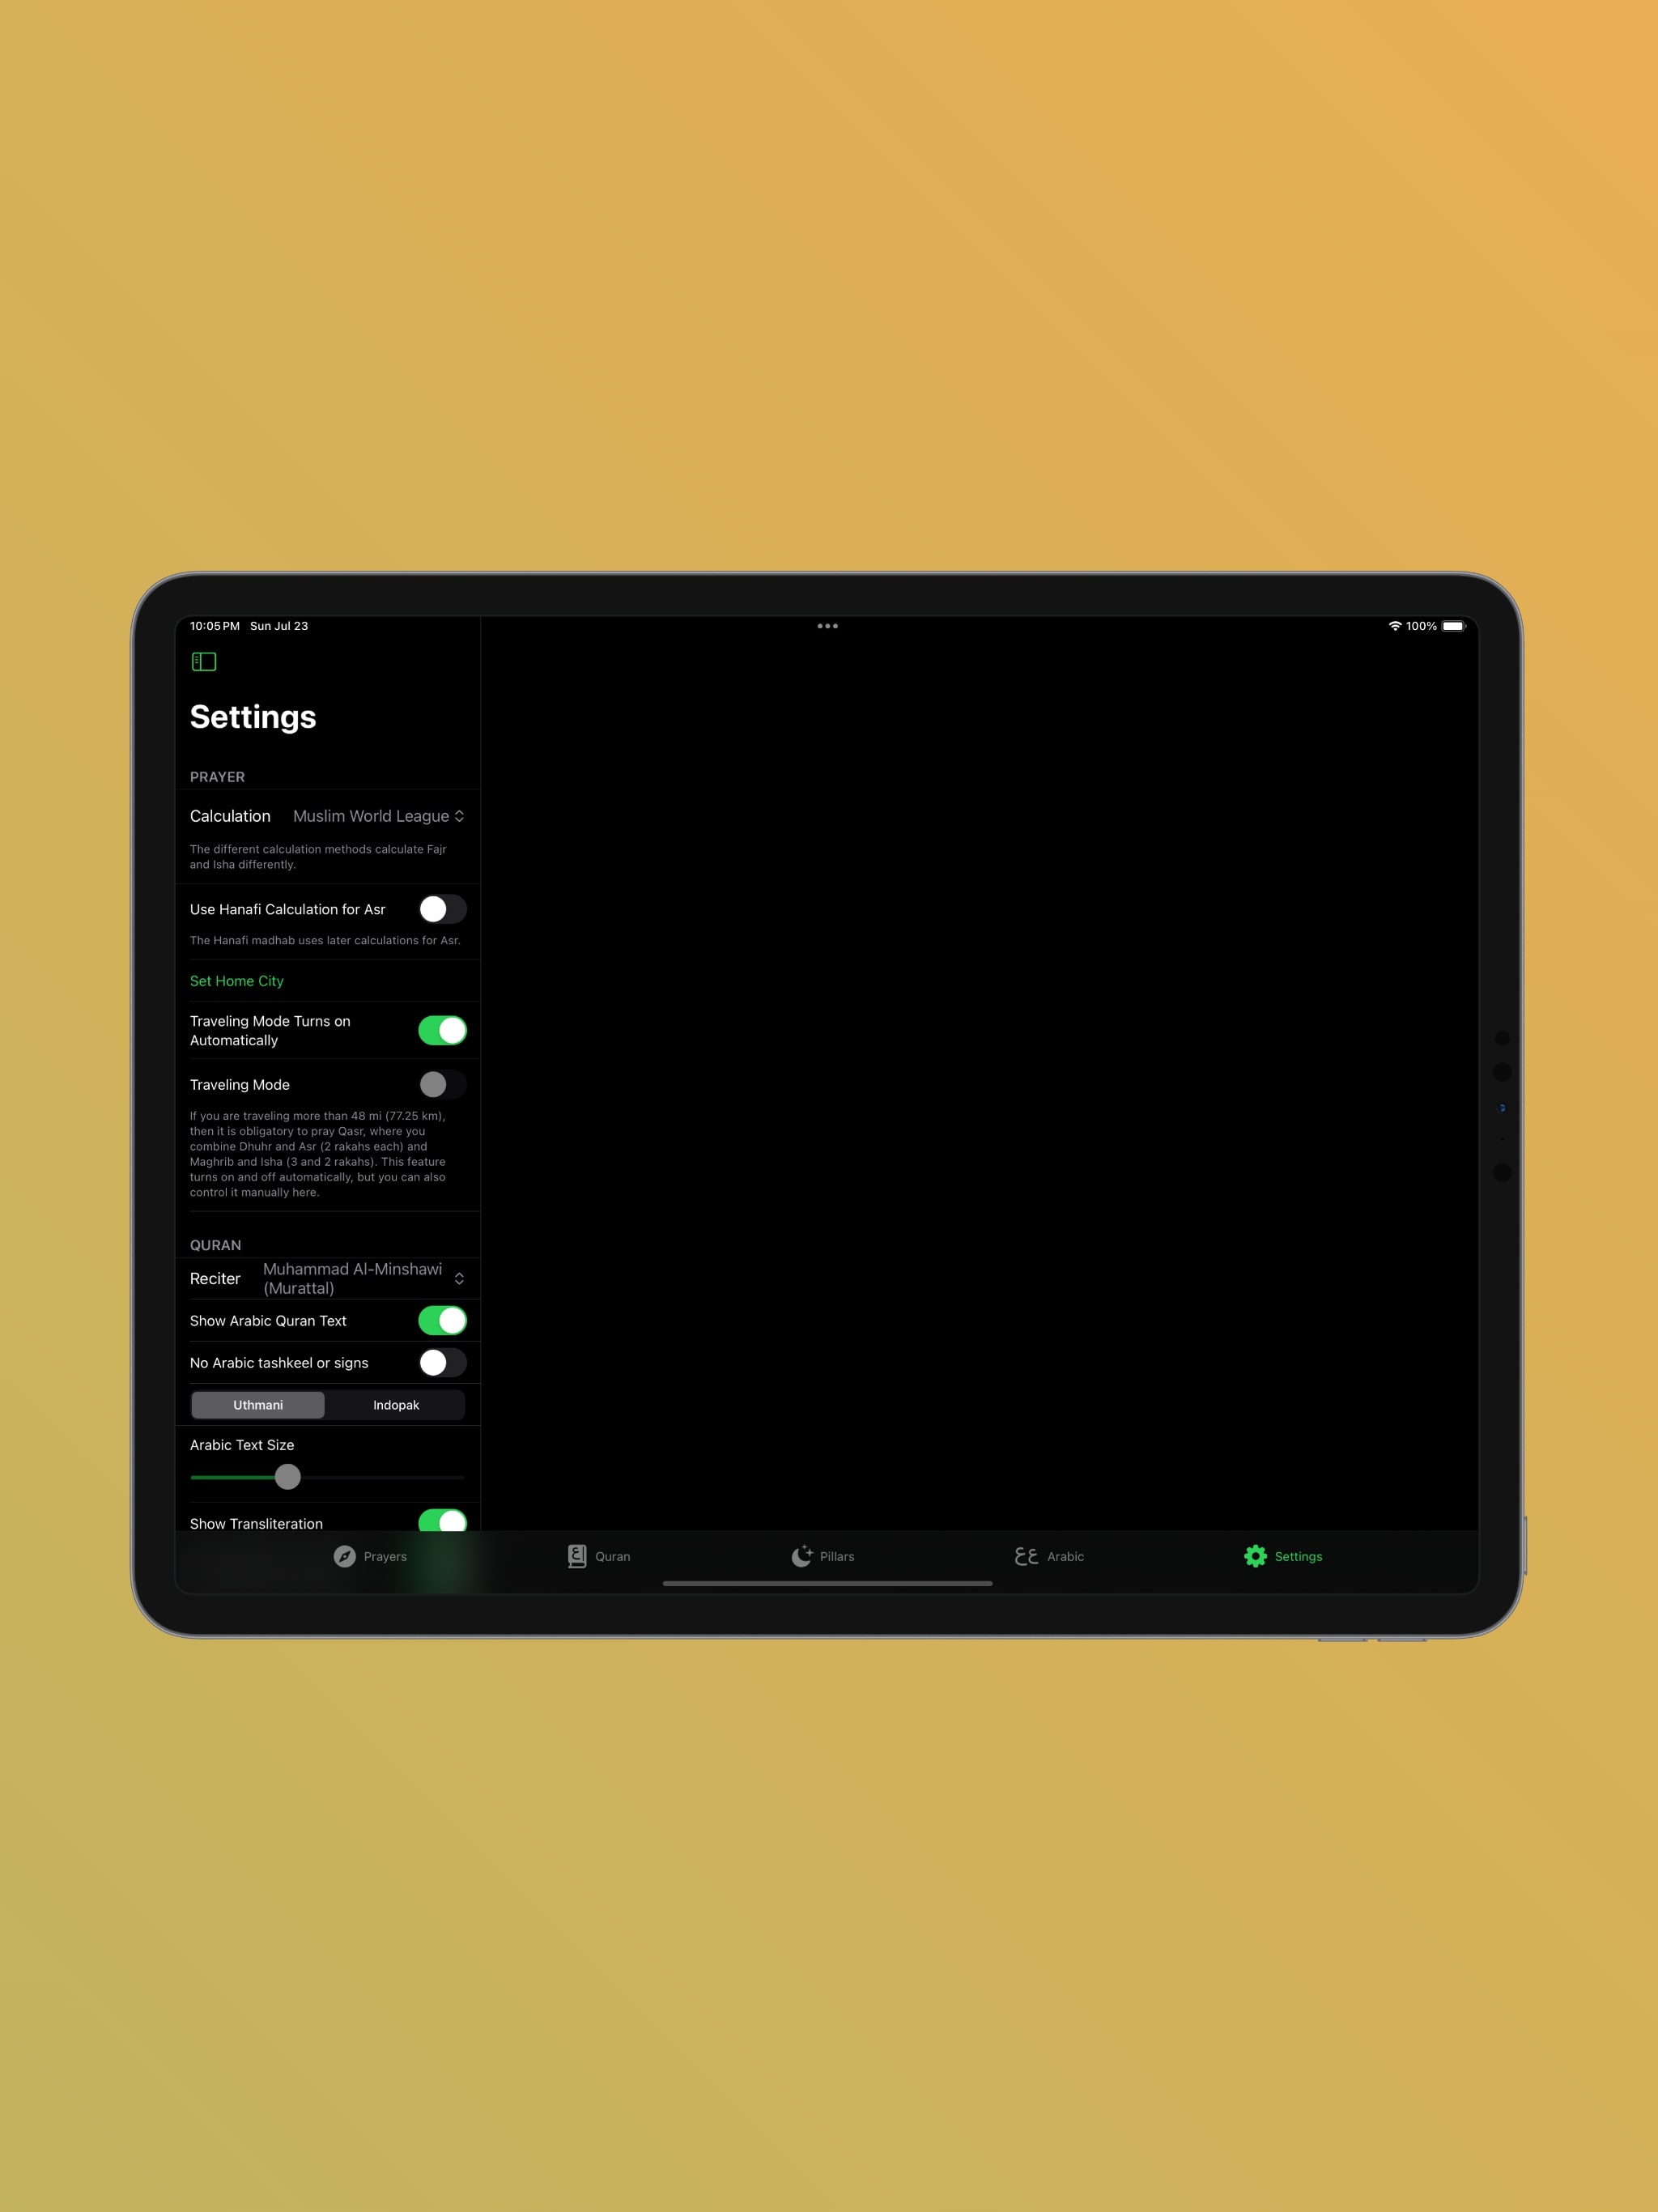 10:05 PM Sun Jul 23
100%
Settings
PRAYER
Calculation Muslim World League
The different calculation methods calculate Fajr
and Isha differently.
Use Hanafi Calculation for Asr
The Hanafi madhab uses later calculations for Asr.
Set Home City
Traveling Mode Turns on
Automatically
Traveling Mode
If you are traveling more than 48 mi (77.25 km),
then it is obligatory to pray Qasr, where you
combine Dhuhr and Asr (2 rakahs each) and
Maghrib and Isha (3 and 2 rakahs). This feature
turns on and off automatically, but you can also
control it manually here.
QURAN
Reciter Muhammad Al-Minshawi
(Murattal)
Show Arabic Quran Text
No Arabic tashkeel or signs
Uthmani Indopak
Arabic Text Size
Show Transliteration
Prayers ع Quran Pillars ع ع Arabic Settings